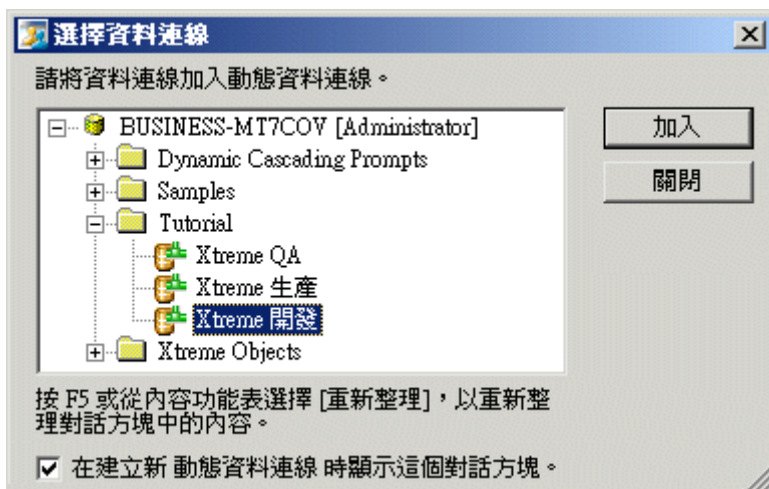 選擇資料連線
請將資料連線加入動態資料連線。
BUSINESS-MT7COV [Administrator]
加入
Dynamic Cascading Prompts
Samples
關閉
Tutorial
Xtreme QA
Xtreme 生產
Xtreme 開發
Xtreme Objects
按 F5 或從內容功能表選擇 [重新整理]，以重新整
理對話方塊中的內容。
在建立新 動態資料連線 時顯示這個對話方塊。